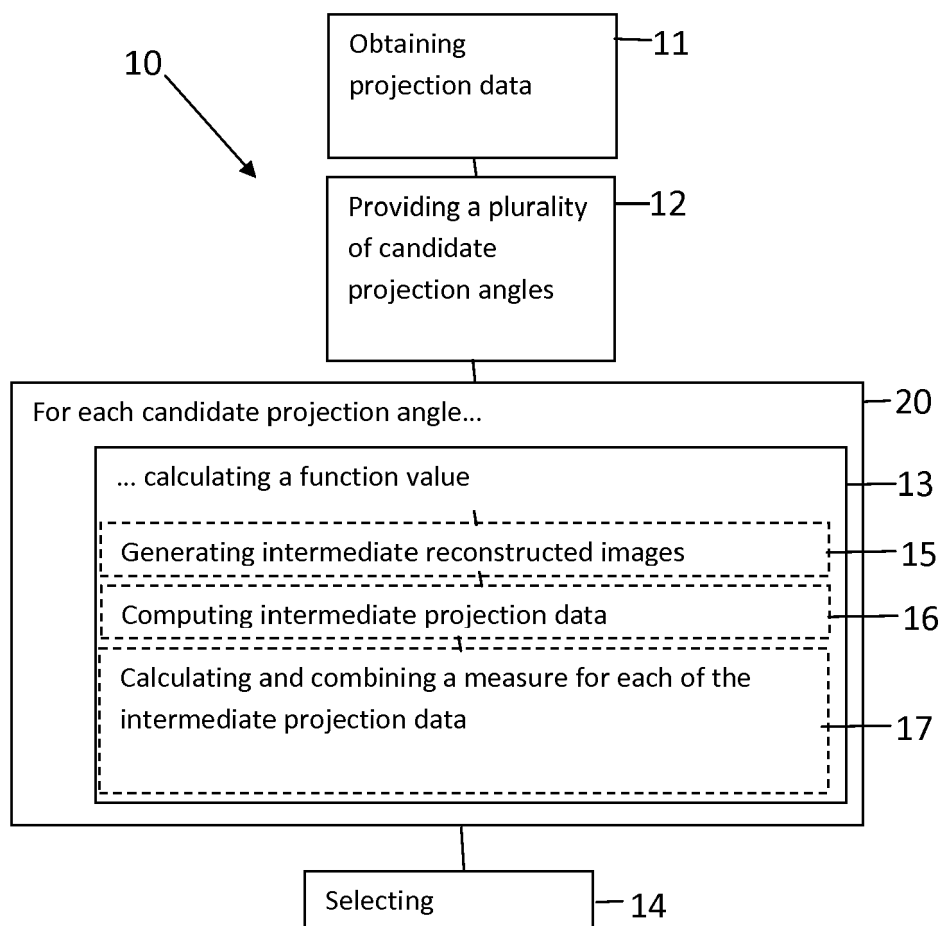 Obtaining
projection data
11
10
Providing a plurality
of candidate
projection angles
12
For each candidate projection angle...
20
... calculating a function value
13
Generating intermediate reconstructed images
15
Computing intermediate projection data
16
Calculating and combining a measure for each of the
intermediate projection data
17
Selecting
14